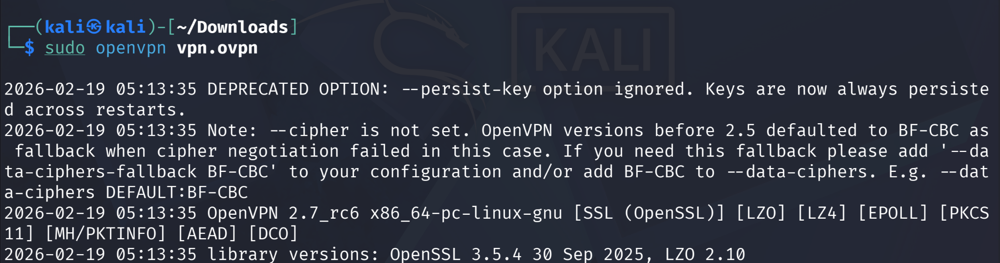 ┌──(kali㉿kali)-[~/Downloads]
└─$ sudo openvpn vpn.ovpn
KALI
2026-02-19 05:13:35 DEPRECATED OPTION: --persist-key option ignored. Keys are now always persiste
d across restarts.
2026-02-19 05:13:35 Note: --cipher is not set. OpenVPN versions before 2.5 defaulted to BF-CBC as
 fallback when cipher negotiation failed in this case. If you need this fallback please add '--da
ta-ciphers-fallback BF-CBC' to your configuration and/or add BF-CBC to --data-ciphers. E.g. --dat
a-ciphers DEFAULT:BF-CBC
2026-02-19 05:13:35 OpenVPN 2.7_rc6 x86_64-pc-linux-gnu [SSL (OpenSSL)] [LZO] [LZ4] [EPOLL] [PKCS
11] [MH/PKTINFO] [AEAD] [DCO]
2026-02-19 05:13:35 library versions: OpenSSL 3.5.4 30 Sep 2025, LZO 2.10